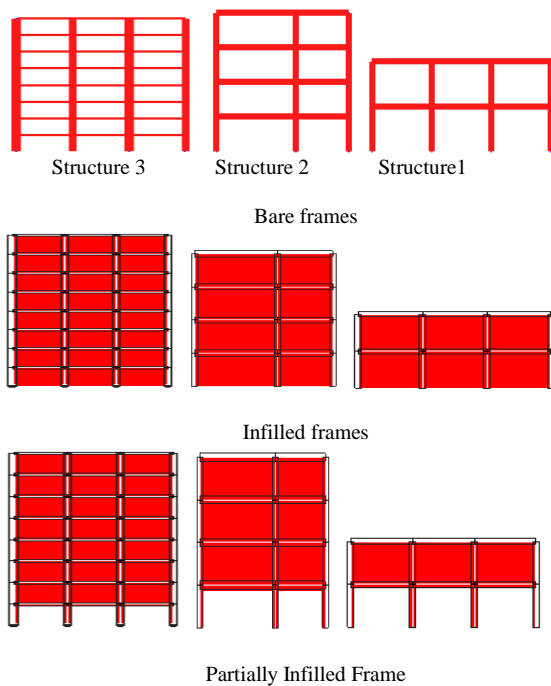 Structure 3
Structure 2
Structure1
Bare frames
Infilled frames
Partially Infilled Frame